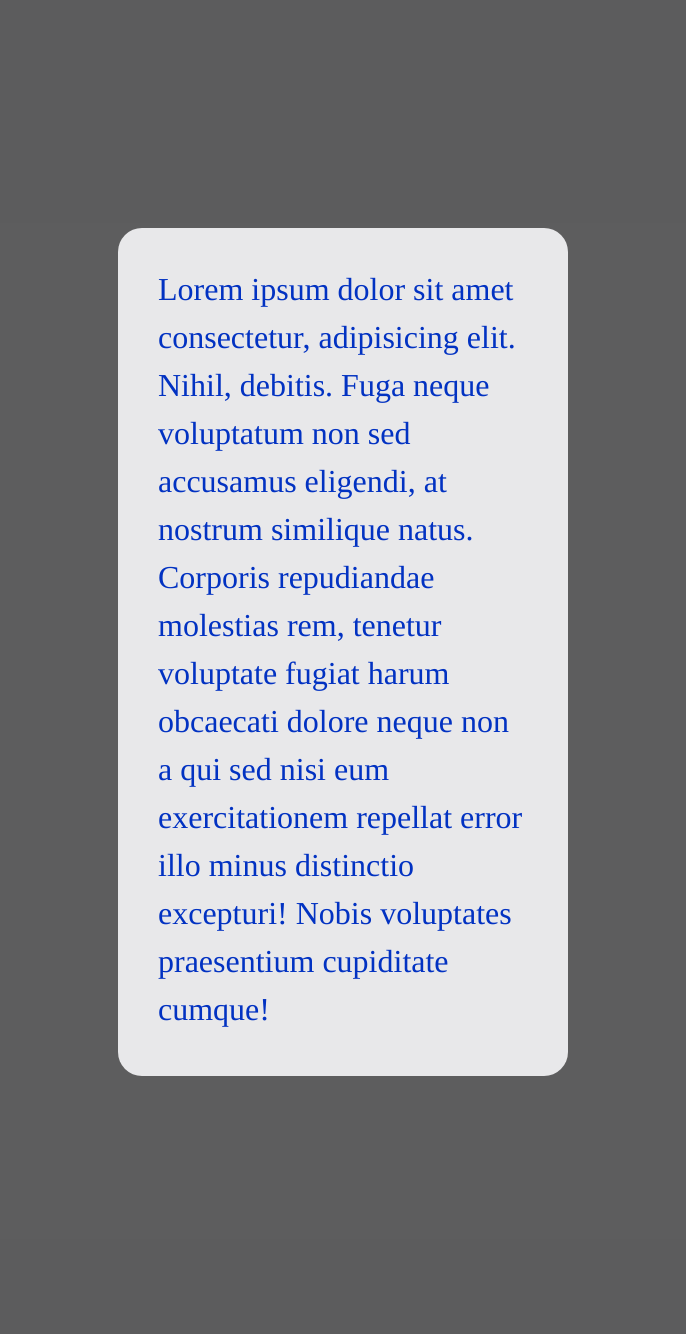 Lorem ipsum dolor sit amet
consectetur, adipisicing elit.
Nihil, debitis. Fuga neque
voluptatum non sed
accusamus eligendi, at
nostrum similique natus.
Corporis repudiandae
molestias rem, tenetur
voluptate fugiat harum
obcaecati dolore neque non
a qui sed nisi eum
exercitationem repellat error
illo minus distinctio
excepturi! Nobis voluptates
praesentium cupiditate
cumque!